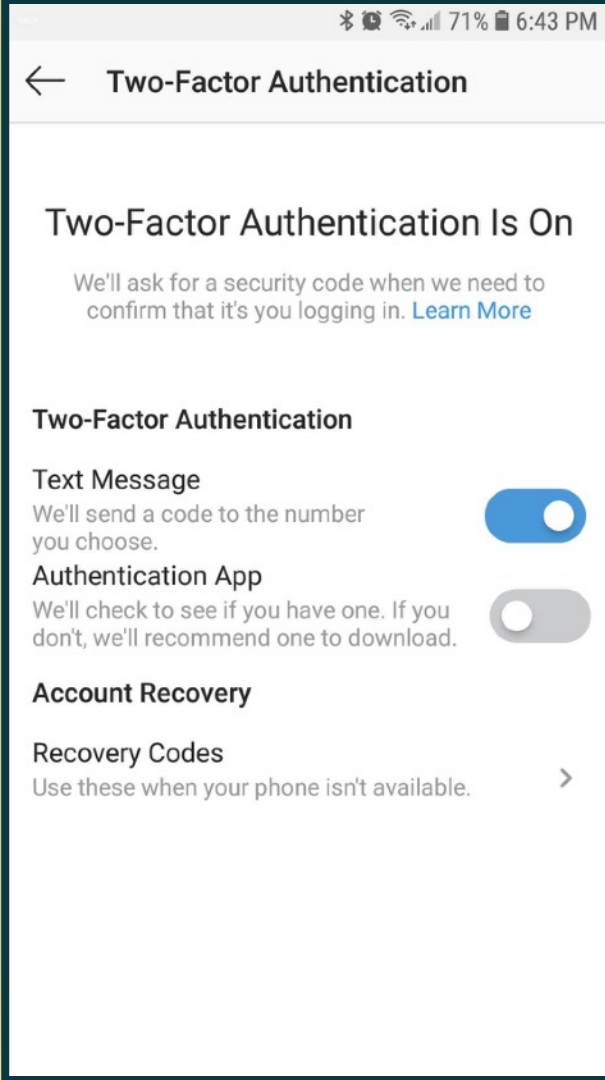 71% 6:43 PM
Two-Factor Authentication
Two-Factor Authentication Is On
We'll ask for a security code when we need to
confirm that it's you logging in. Learn More
Two-Factor Authentication
Text Message
We'll send a code to the number
you choose.
Authentication App
We'll check to see if you have one. If you
don't, we'll recommend one to download.
Account Recovery
Recovery Codes
Use these when your phone isn't available.